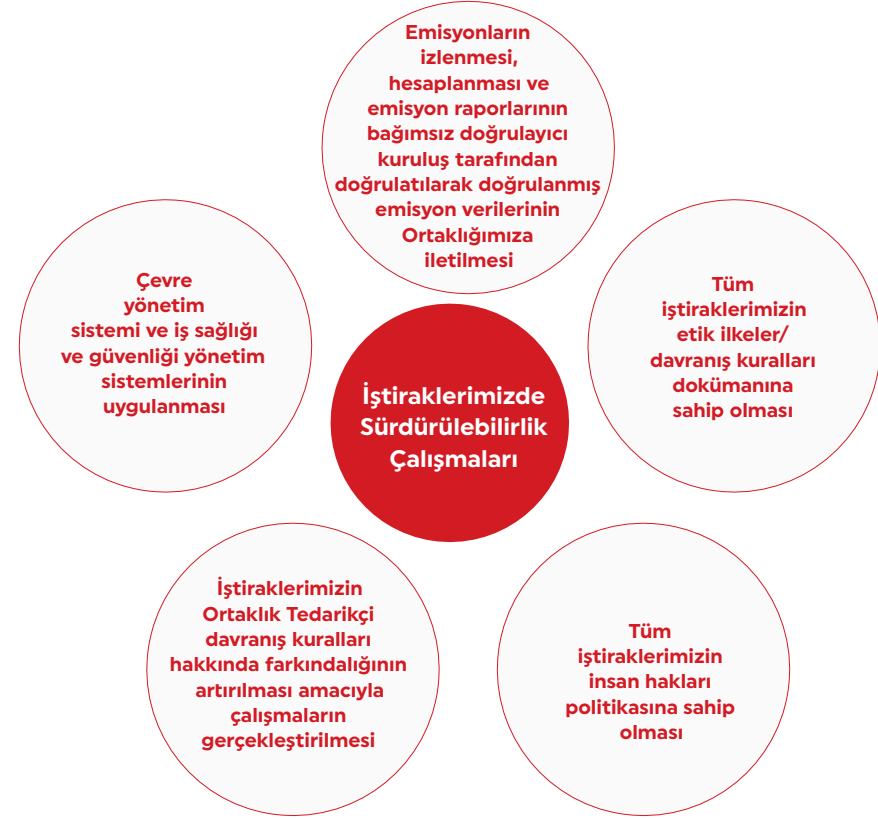 Emisyonların
izlenmesi,
hesaplanması ve
emisyon raporlarının
bağımsız doğrulayıcı
kuruluş tarafından
doğrulatılarak doğrulanmış
emisyon verilerinin
Ortaklığımıza
iletilmesi
Çevre
yönetim
sistemi ve iş sağlığı
ve güvenliği yönetim
sistemlerinin
uygulanması
Tüm
iştiraklerimizin
etik ilkeler/
davranış kuralları
dokümanına
sahip olması
İştiraklerimizde
Sürdürülebilirlik
Çalışmaları
İştiraklerimizin
Ortaklık Tedarikçi
davranış kuralları
hakkında farkındalığının
artırılması amacıyla
çalışmaların
gerçekleştirilmesi
Tüm
iştiraklerimizin
insan hakları
politikasına sahip
olması